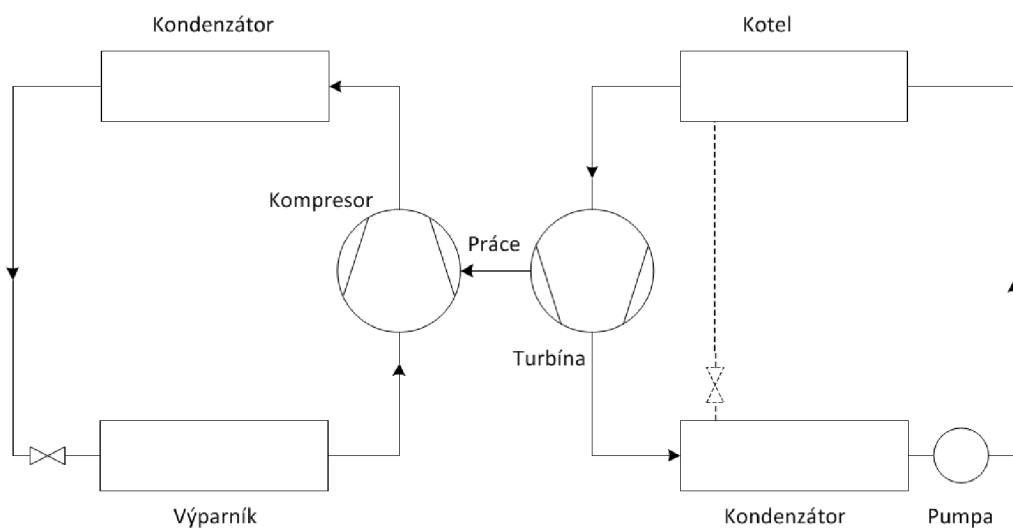 Kondenzátor
Kotel
Kompresor
Práce
Turbína
Výparník
Kondenzátor
Pumpa